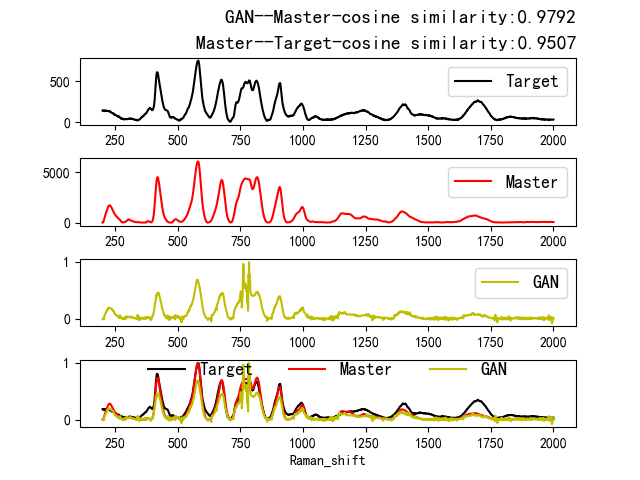 GAN--Master-cosine similarity:0.9792
Master--Target-cosine similarity:0.9507
500
0
Target
250 500 750 1000 1250 1500 1750 2000
5000
0
Master
250 500 750 1000 1250 1500 1750 2000
1
0
GAN
250 500 750 1000 1250 1500 1750 2000
1
0
Target Master GAN
250 500 750 1000 1250 1500 1750 2000
Raman_shift